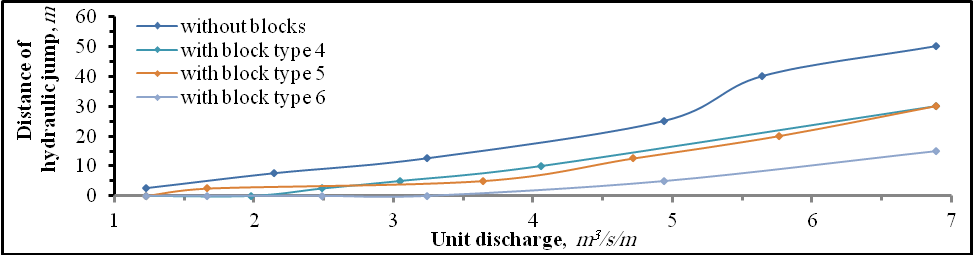 Distance of
hydraulic jump, m
60
50
40
30
20
10
0
without blocks
with block type 4
with block type 5
with block type 6
1 2 3 4 5 6 7
Unit discharge, m³/s/m